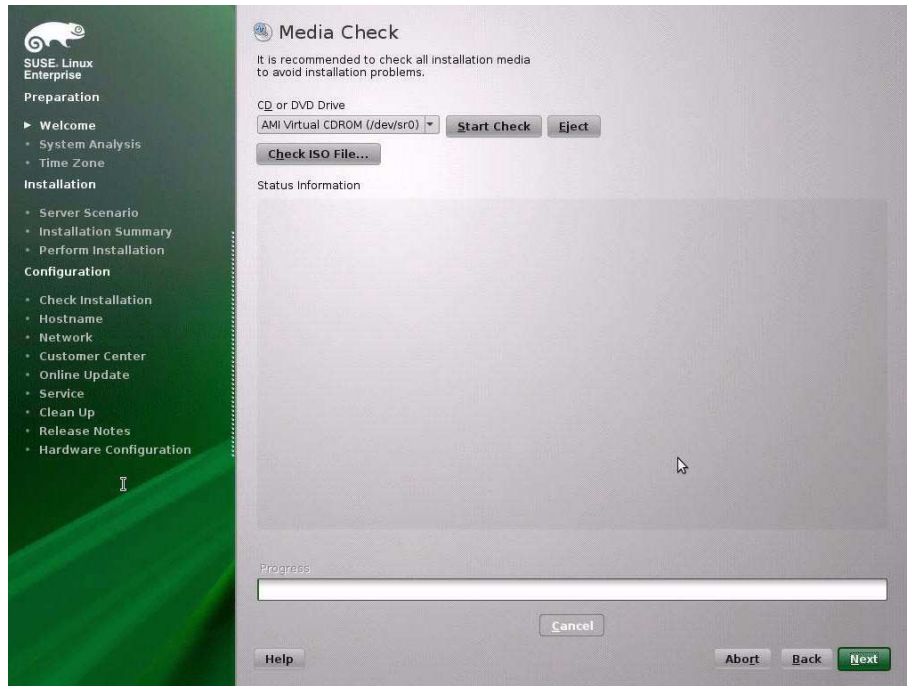 SUSE. Linux
Enterprise
Preparation
Welcome
System Analysis
Time Zone
Installation
Server Scenario
Installation Summary
Perform Installation
Configuration
Check Installation
Hostname
Network
Customer Center
Online Update
Service
Clean Up
Release Notes
Hardware Configuration
Media Check
It is recommended to check all installation media
to avoid installation problems.
CD or DVD Drive
AMI Virtual CDROM (/dev/sr0) Start Check Eject
Check ISO File...
Status Information
Progress
Cancel
Help Abort Back Next